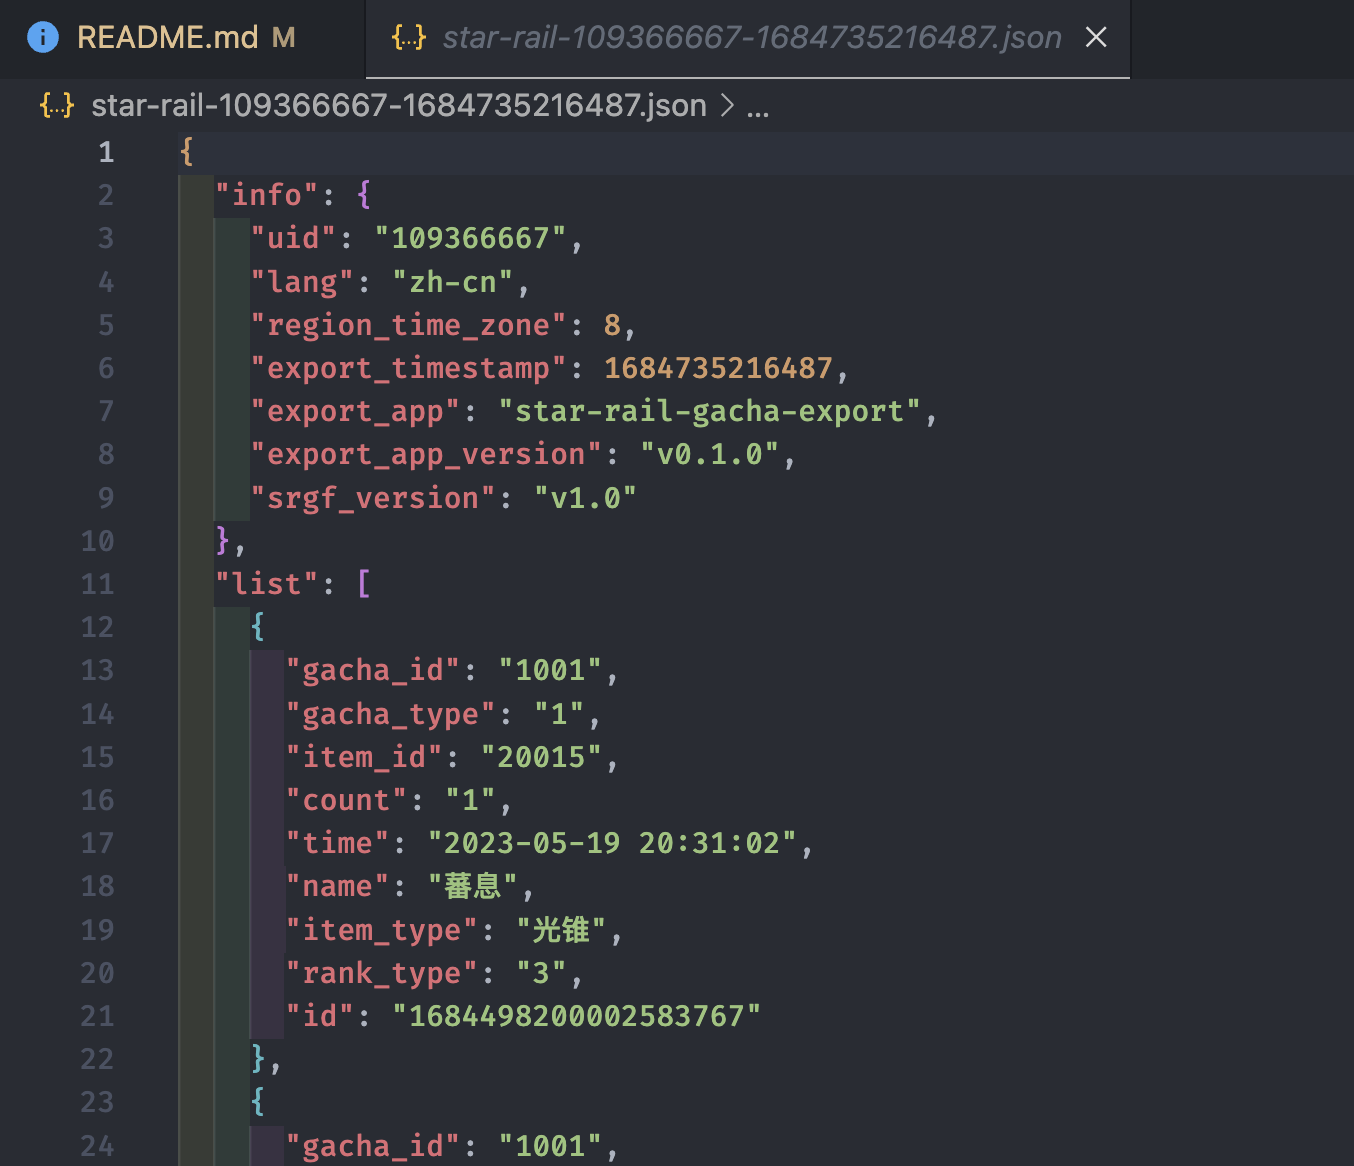 README.md M
{...} star-rail-109366667-1684735216487.json
{...} star-rail-109366667-1684735216487.json > ...
1 {
2 "info": {
3 "uid": "109366667",
4 "lang": "zh-cn",
5 "region_time_zone": 8,
6 "export_timestamp": 1684735216487,
7 "export_app": "star-rail-gacha-export",
8 "export_app_version": "v0.1.0",
9 "srgf_version": "v1.0"
10 },
11 "list": [
12 {
13 "gacha_id": "1001",
14 "gacha_type": "1",
15 "item_id": "20015",
16 "count": "1",
17 "time": "2023-05-19 20:31:02",
18 "name": "蕃息",
19 "item_type": "光锥",
20 "rank_type": "3",
21 "id": "1684498200002583767"
22 },
23 {
24 "gacha_id": "1001",